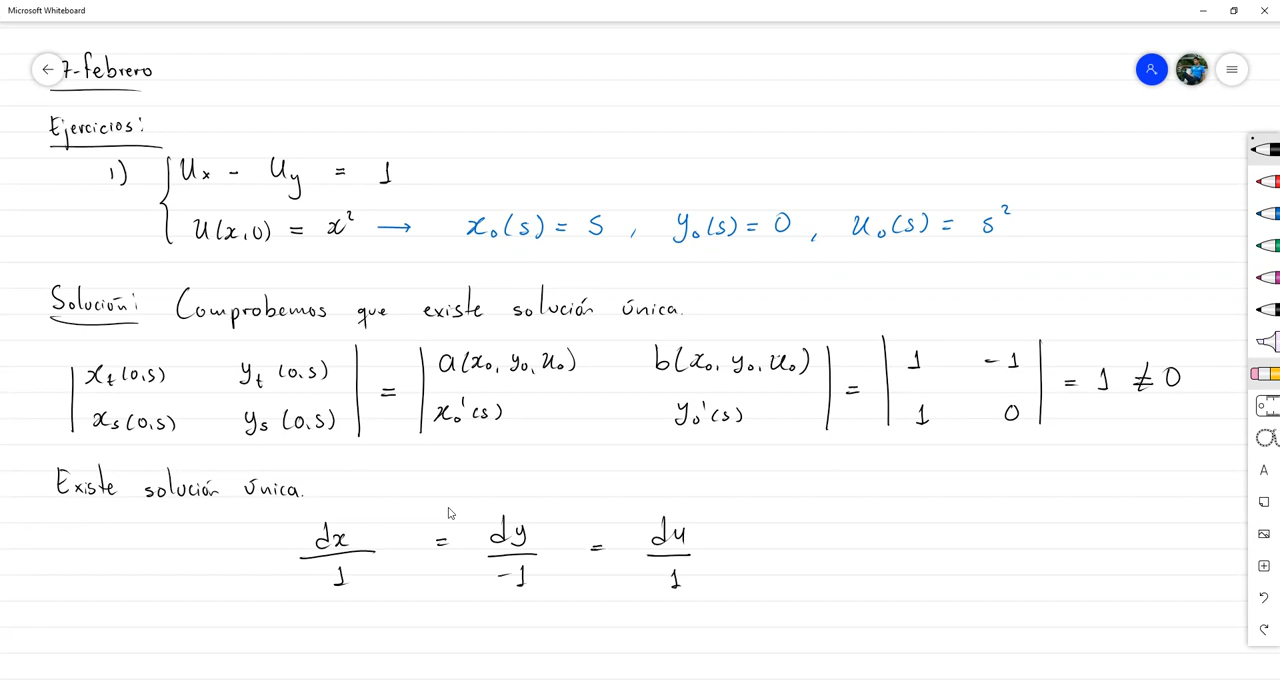 Microsoft Whiteboard
7-febrero
Ejercicios:
1) { Ux - Uy = 1
U(x,0) = x² → x₀(s) = s , y₀(s) = 0 , u₀(s) = s²
Solución: Comprobemos que existe solución única.
| xₜ(0,s) yₜ(0,s) | = | a(x₀, y₀, u₀) b(x₀, y₀, u₀) | = | 1 -1 | = 1 ≠ 0
| xₛ(0,s) yₛ(0,s) | | x₀'(s) y₀'(s) | | 1 0 |
Existe solución única.
dx/1 = dy/-1 = du/1
A